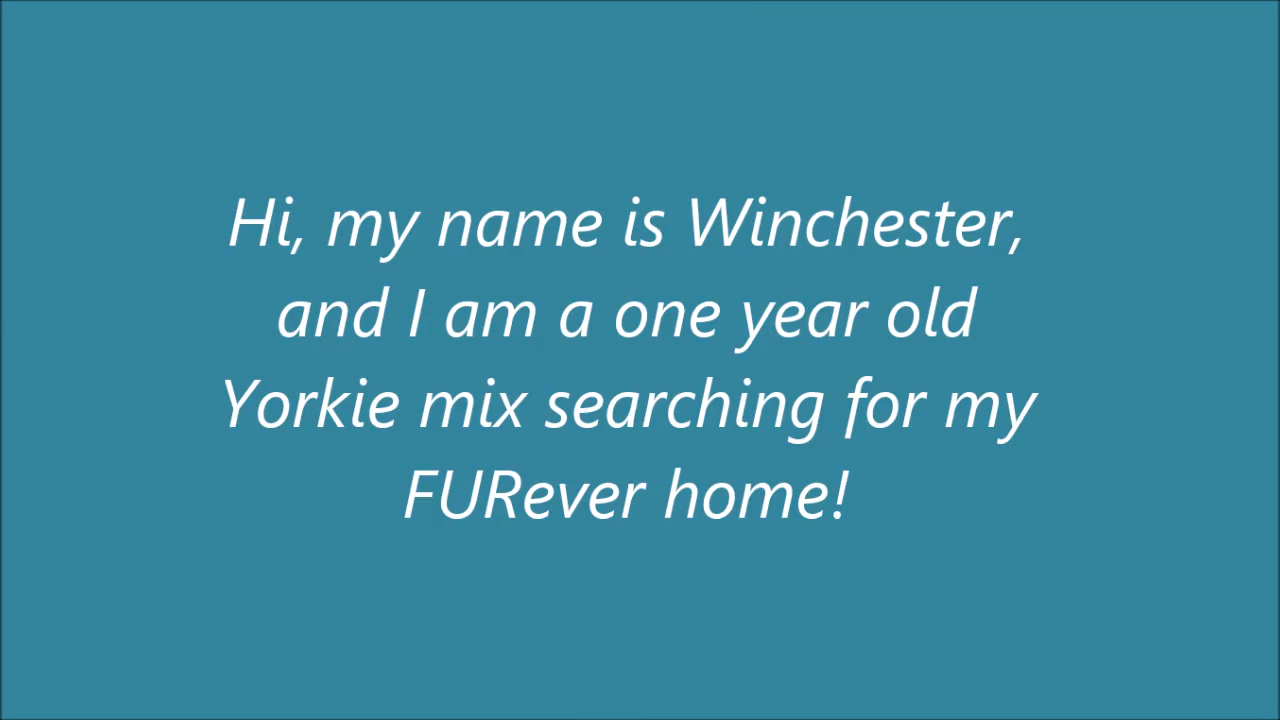 Hi, my name is Winchester,
and I am a one year old
Yorkie mix searching for my
FURever home!